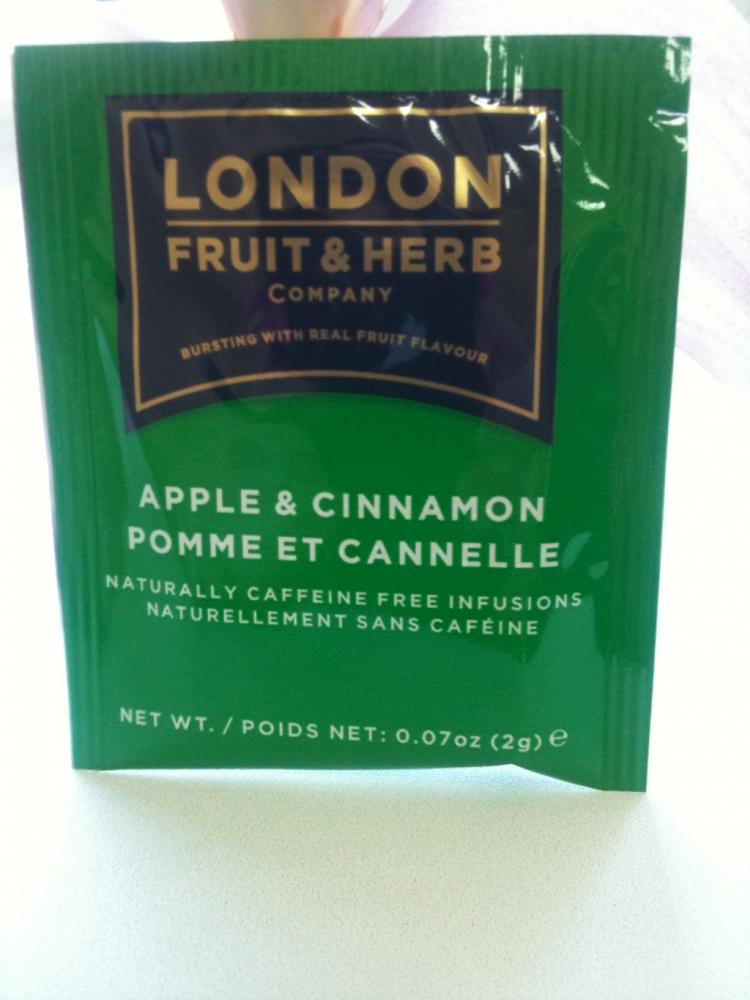 LONDON
FRUIT & HERB
COMPANY
BURSTING WITH REAL FRUIT FLAVOUR
APPLE & CINNAMON
POMME ET CANNELLE
NATURALLY CAFFEINE FREE INFUSIONS
NATURELLEMENT SANS CAFÉINE
NET WT. / POIDS NET: 0.07oz (2g) e